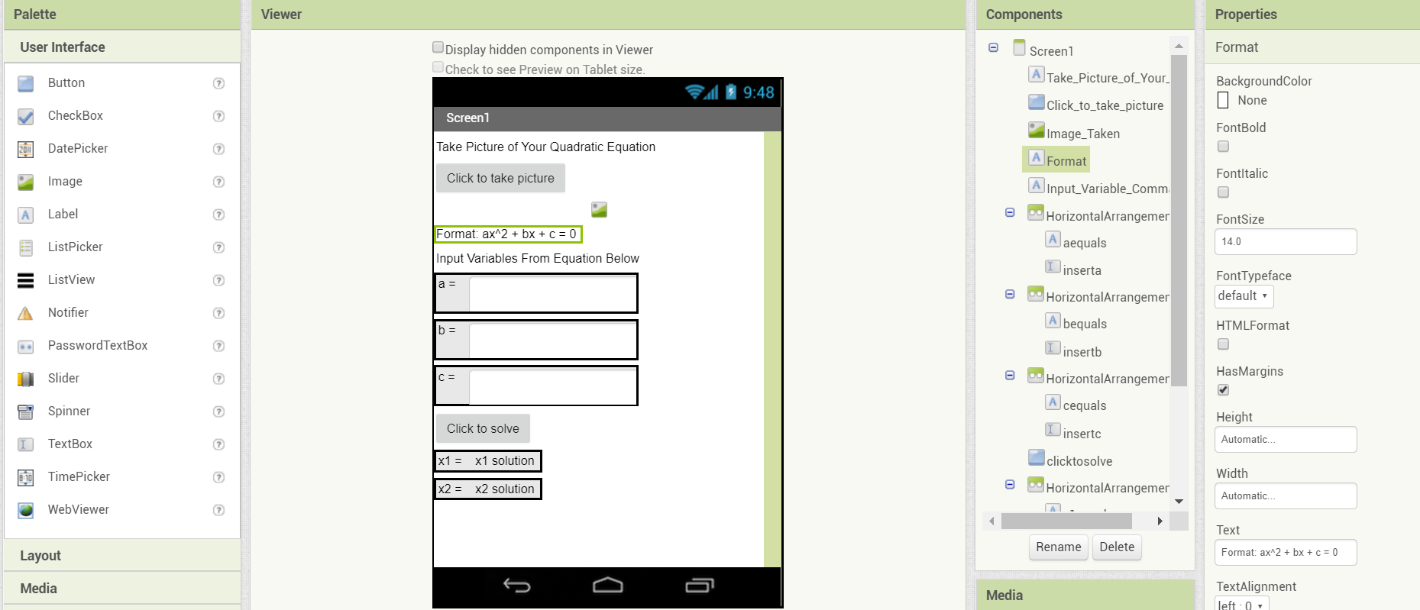 Palette
User Interface
Button
CheckBox
DatePicker
Image
Label
ListPicker
ListView
Notifier
PasswordTextBox
Slider
Spinner
TextBox
TimePicker
WebViewer
Layout
Media
Viewer
Display hidden components in Viewer
Check to see Preview on Tablet size.
9:48
Screen1
Take Picture of Your Quadratic Equation
Click to take picture
Format: ax^2 + bx + c = 0
Input Variables From Equation Below
a =
b =
c =
Click to solve
x1 = x1 solution
x2 = x2 solution
Components
Screen1
Take_Picture_of_Your_
Click_to_take_picture
Image_Taken
Format
Input_Variable_Comm
HorizontalArrangemer
aequals
inserta
HorizontalArrangemer
bequals
insertb
HorizontalArrangemer
cequals
insertc
clicktosolve
HorizontalArrangemer
Rename Delete
Media
Properties
Format
BackgroundColor
None
FontBold
FontItalic
FontSize
14.0
FontTypeface
default
HTMLFormat
HasMargins
Height
Automatic...
Width
Automatic...
Text
Format: ax^2 + bx + c = 0
TextAlignment
left : 0